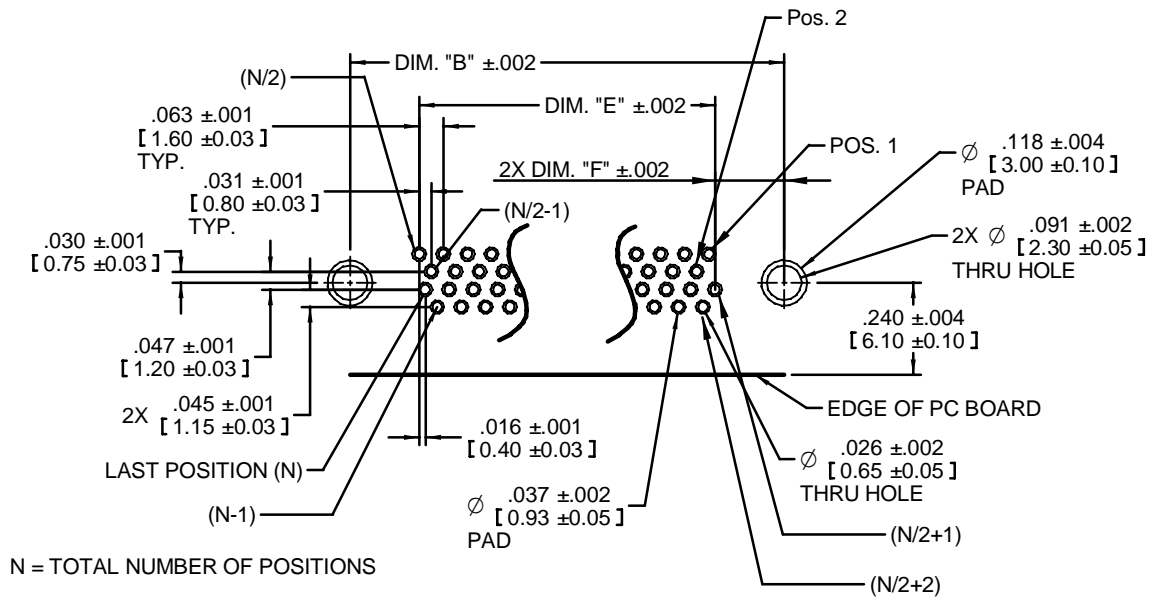 Pos. 2
DIM. "B" ±.002
(N/2)
DIM. "E" ±.002
.063 ±.001
[1.60 ±0.03]
TYP.
POS. 1
2X DIM. "F" ±.002
Ø .118 ±.004
[3.00 ±0.10]
PAD
.031 ±.001
[0.80 ±0.03]
TYP.
(N/2-1)
2X Ø .091 ±.002
[2.30 ±0.05]
THRU HOLE
.030 ±.001
[0.75 ±0.03]
.240 ±.004
[6.10 ±0.10]
.047 ±.001
[1.20 ±0.03]
2X .045 ±.001
[1.15 ±0.03]
EDGE OF PC BOARD
.016 ±.001
[0.40 ±0.03]
LAST POSITION (N)
Ø .026 ±.002
[0.65 ±0.05]
THRU HOLE
(N-1)
Ø .037 ±.002
[0.93 ±0.05]
PAD
(N/2+1)
N = TOTAL NUMBER OF POSITIONS
(N/2+2)